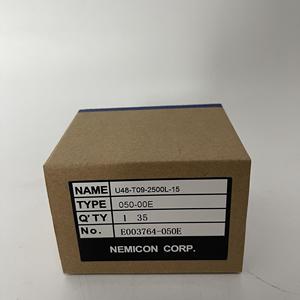 NAME U48-T09-2500L-15
TYPE 050-00E
Q'TY 1 35
No. E003764-050E
NEMICON CORP.